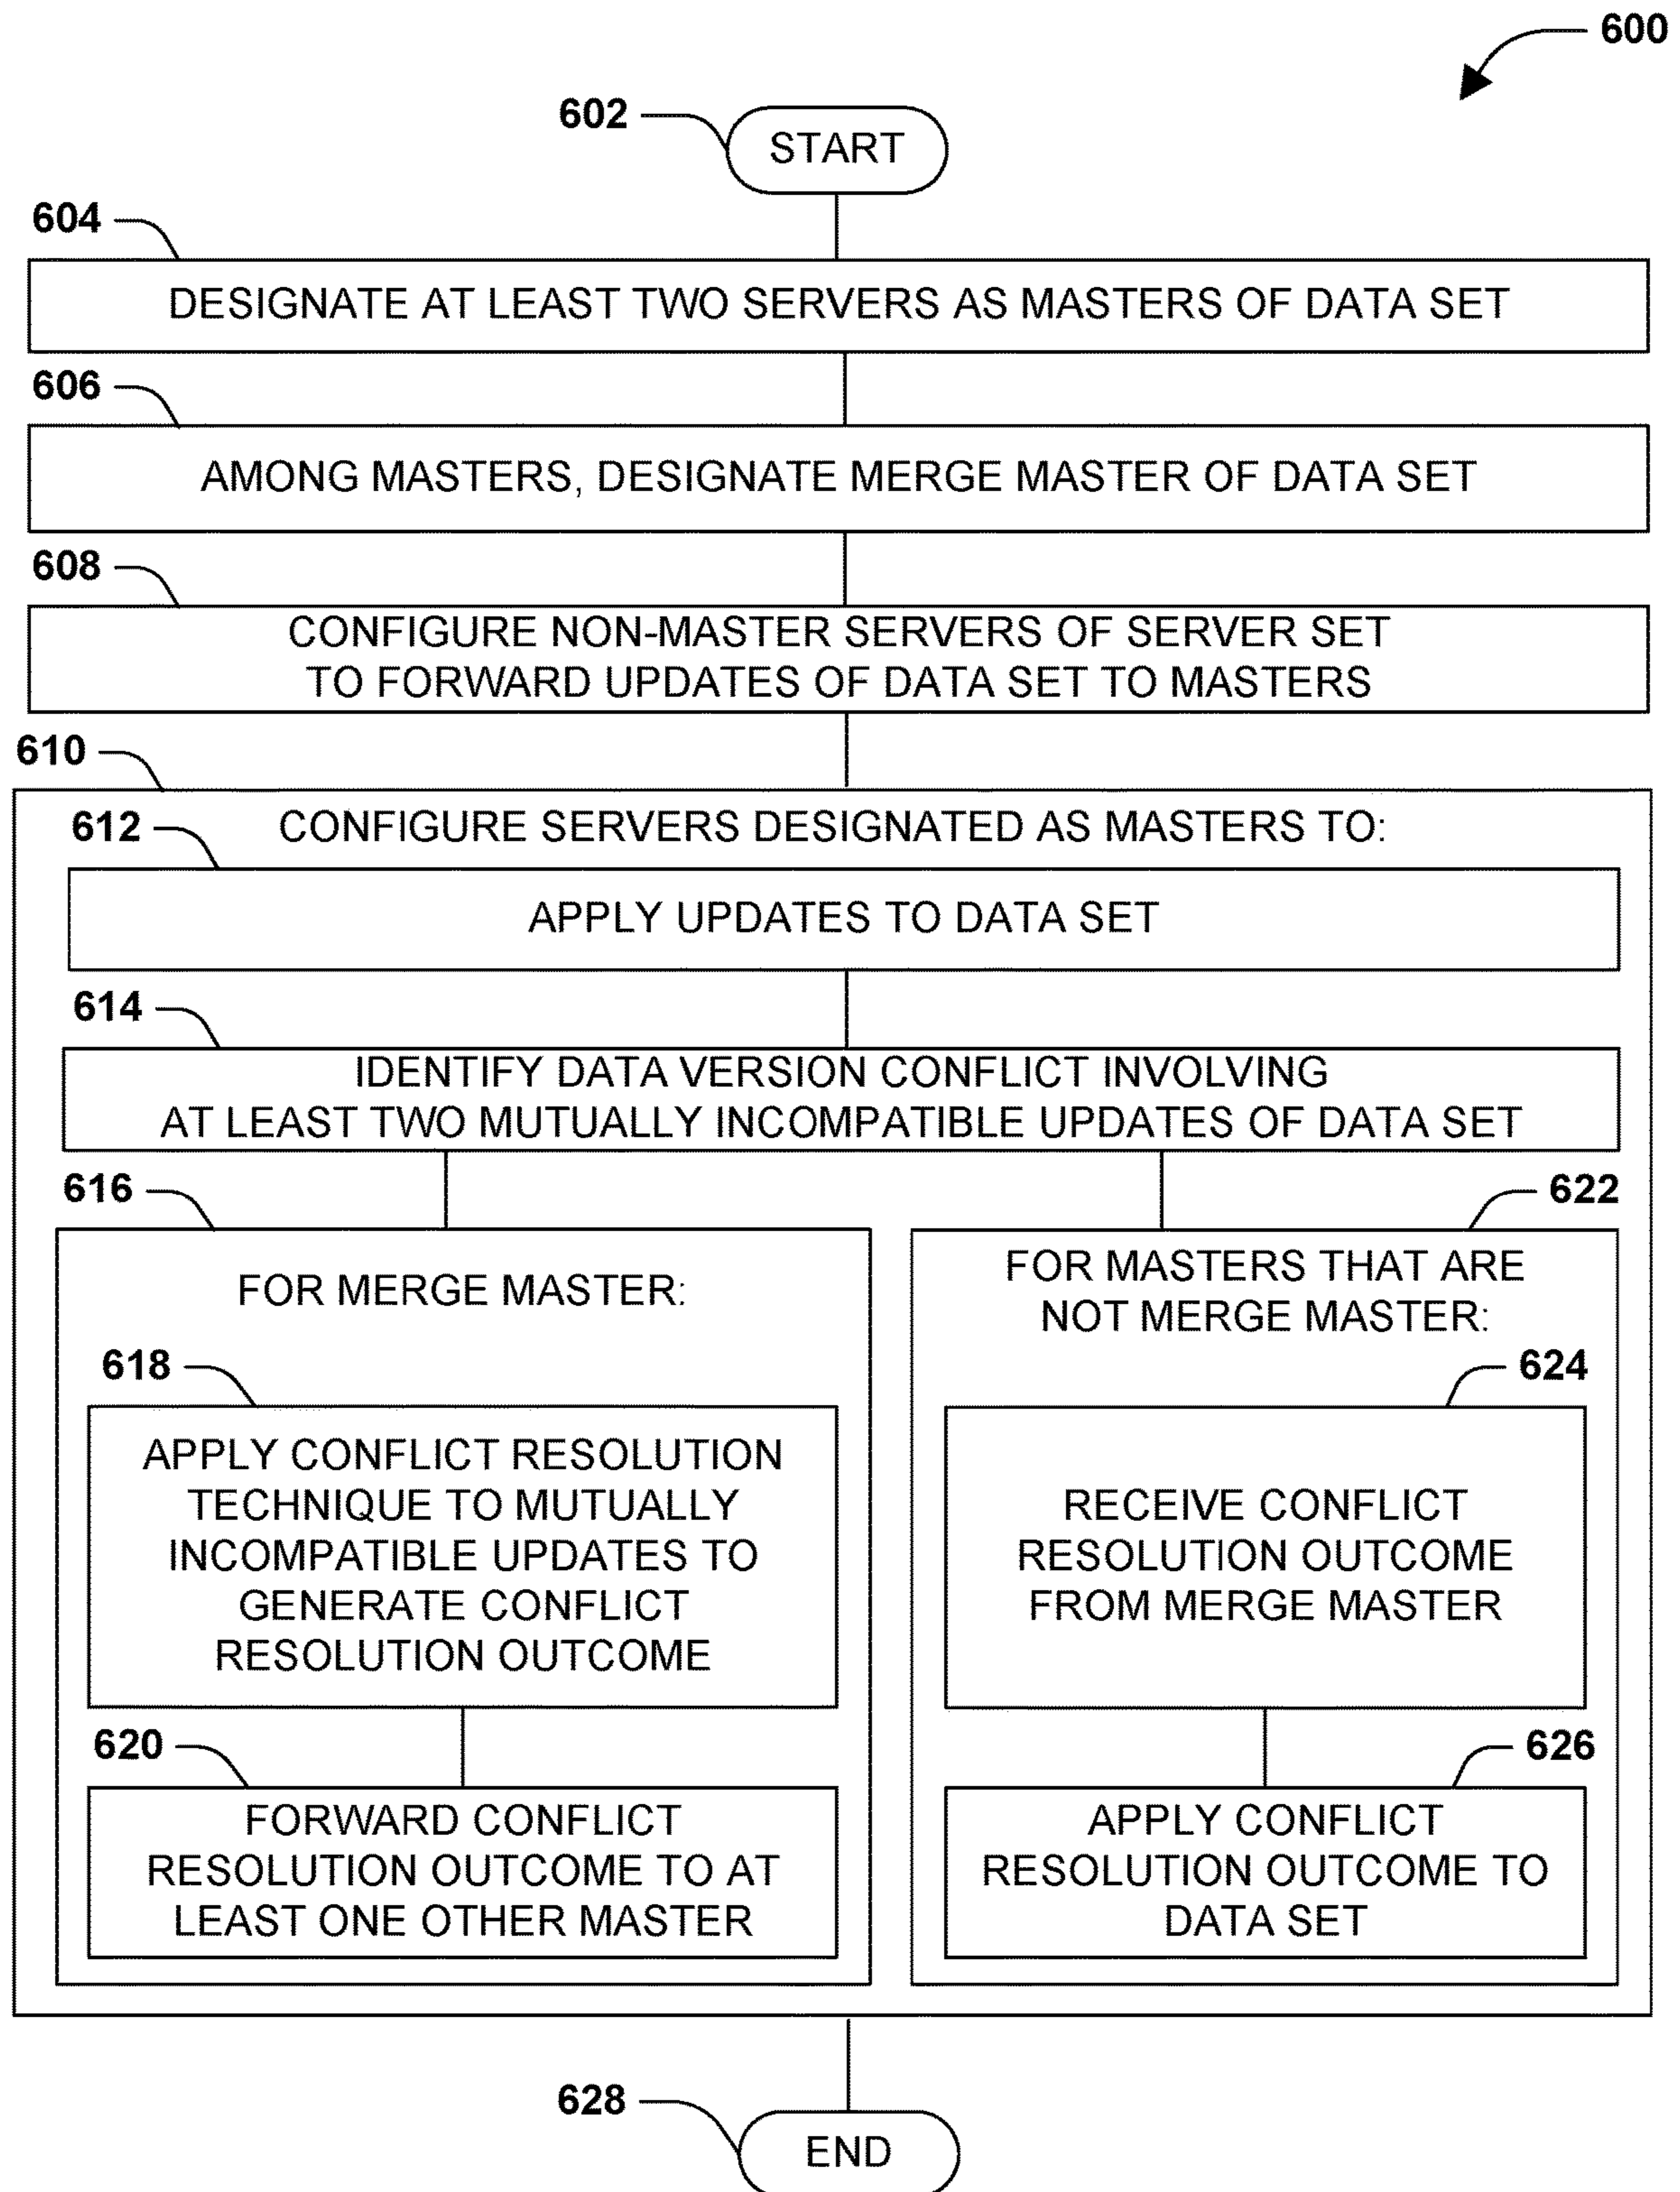 600
602
START
604
DESIGNATE AT LEAST TWO SERVERS AS MASTERS OF DATA SET
606
AMONG MASTERS, DESIGNATE MERGE MASTER OF DATA SET
608
CONFIGURE NON-MASTER SERVERS OF SERVER SET
TO FORWARD UPDATES OF DATA SET TO MASTERS
610
CONFIGURE SERVERS DESIGNATED AS MASTERS TO:
612
APPLY UPDATES TO DATA SET
614
IDENTIFY DATA VERSION CONFLICT INVOLVING
AT LEAST TWO MUTUALLY INCOMPATIBLE UPDATES OF DATA SET
616
FOR MERGE MASTER:
618
APPLY CONFLICT RESOLUTION
TECHNIQUE TO MUTUALLY
INCOMPATIBLE UPDATES TO
GENERATE CONFLICT
RESOLUTION OUTCOME
620
FORWARD CONFLICT
RESOLUTION OUTCOME TO AT
LEAST ONE OTHER MASTER
622
FOR MASTERS THAT ARE
NOT MERGE MASTER:
624
RECEIVE CONFLICT
RESOLUTION OUTCOME
FROM MERGE MASTER
626
APPLY CONFLICT
RESOLUTION OUTCOME TO
DATA SET
628
END